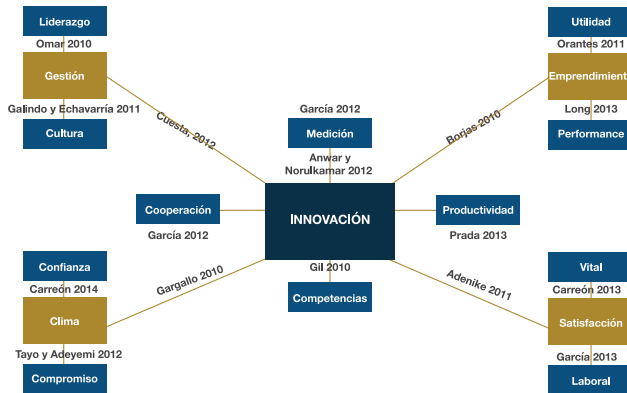 Liderazgo
Omar 2010
Gestión
Galindo y Echavarría 2011
Cultura
Cuesta, 2012
García 2012
Medición
Anwar y
Norulkamar 2012
Utilidad
Orantes 2011
Emprendimient
Long 2013
Performance
Borjas 2010
Cooperación
García 2012
INNOVACIÓN
Productividad
Prada 2013
Gil 2010
Competencias
Confianza
Carreón 2014
Clima
Tayo y Adeyemi 2012
Compromiso
Gargallo 2010
Adenike 2011
Vital
Carreón 2013
Satisfacción
García 2013
Laboral